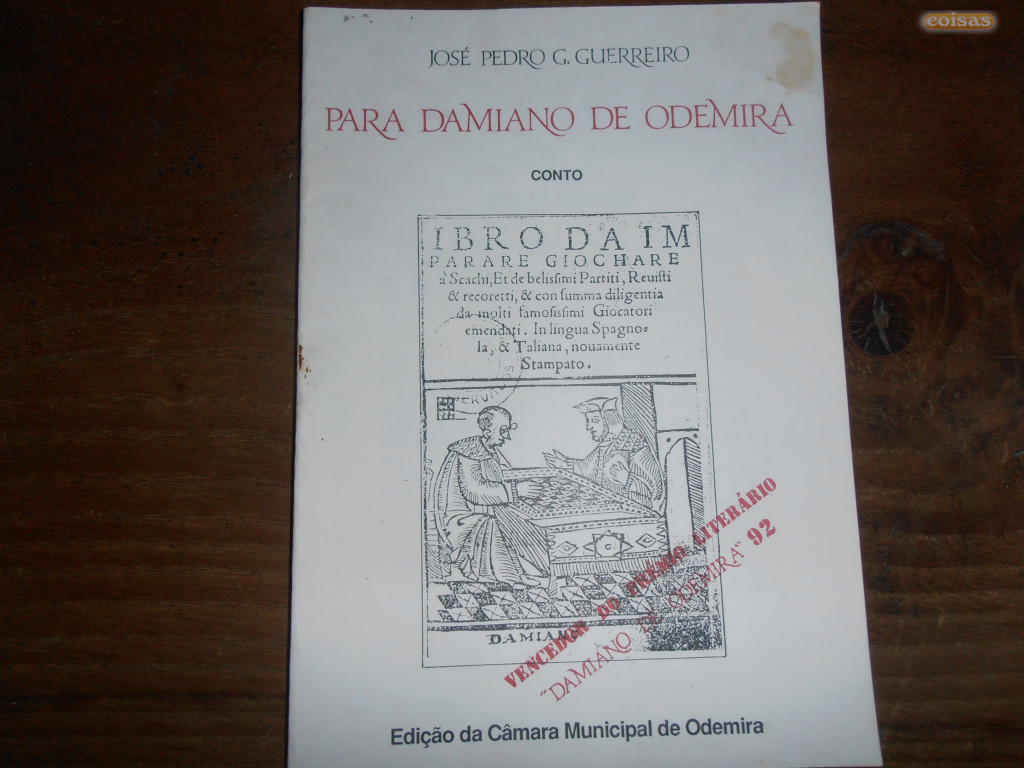 coisas
JOSÉ PEDRO G. GUERREIRO
PARA DAMIANO DE ODEMIRA
CONTO
IBRO DA IM
PARARE GIOCHARE
à Scachi, Et de belissimi Partiti, Reuisti
& recoretti, & con summa diligentia
da molti famosissimi Giocatori
emendati. In lingua Spagno-
la, & Taliana, nouamente
Stampato.
DAMIANO
VENCEDOR DO PRÉMIO LITERÁRIO
"DAMIANO DE ODEMIRA" 92
Edição da Câmara Municipal de Odemira